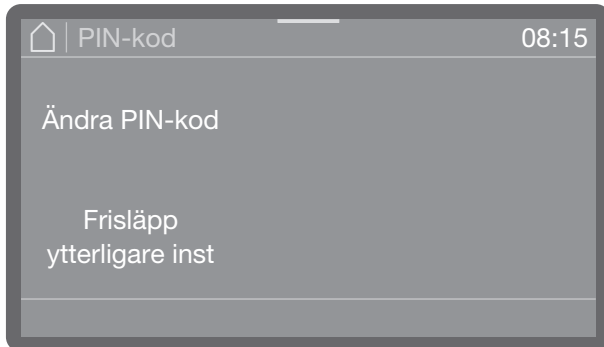 PIN-kod 08:15
Ändra PIN-kod
Frisläpp
ytterligare inst